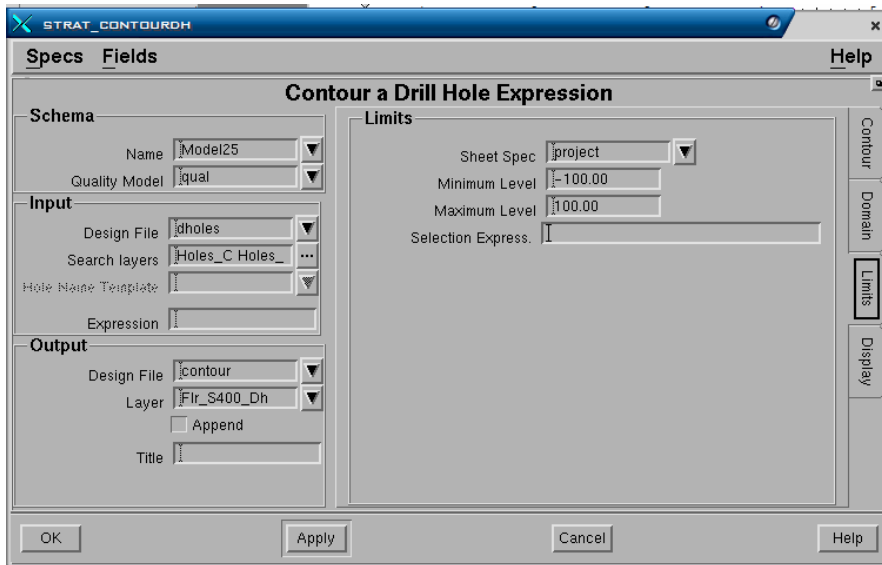 STRAT_CONTOURDH
Specs Fields Help
Contour a Drill Hole Expression
Schema
Name Model25
Quality Model qual
Input
Design File dholes
Search layers Holes_C Holes_ ...
Hole Name Template
Expression
Output
Design File contour
Layer Flr_S400_Dh
Append
Title
Limits
Sheet Spec project
Minimum Level -100.00
Maximum Level 100.00
Selection Express.
Contour
Domain
Limits
Display
OK Apply Cancel Help